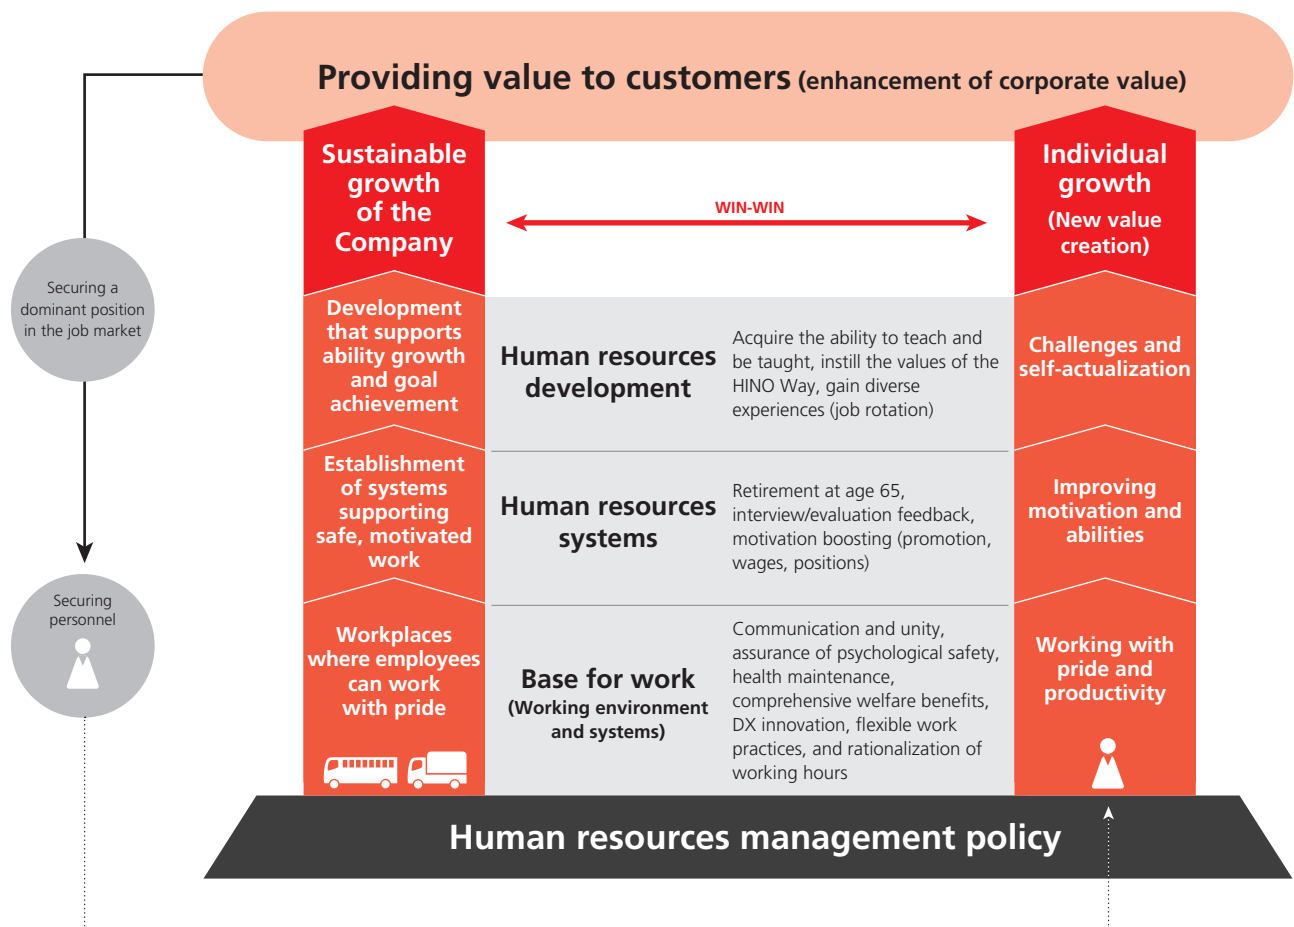 Providing value to customers (enhancement of corporate value)
Sustainable
growth
of the
Company
WIN-WIN
Individual
growth
(New value
creation)
Securing a
dominant position
in the job market
Development
that supports
ability growth
and goal
achievement
Human resources
development
Acquire the ability to teach and
be taught, instill the values of the
HINO Way, gain diverse
experiences (job rotation)
Challenges and
self-actualization
Establishment
of systems
supporting
safe, motivated
work
Human resources
systems
Retirement at age 65,
interview/evaluation feedback,
motivation boosting (promotion,
wages, positions)
Improving
motivation and
abilities
Securing
personnel
Workplaces
where employees
can work
with pride
Base for work
(Working environment
and systems)
Communication and unity,
assurance of psychological safety,
health maintenance,
comprehensive welfare benefits,
DX innovation, flexible work
practices, and rationalization of
working hours
Working with
pride and
productivity
Human resources management policy